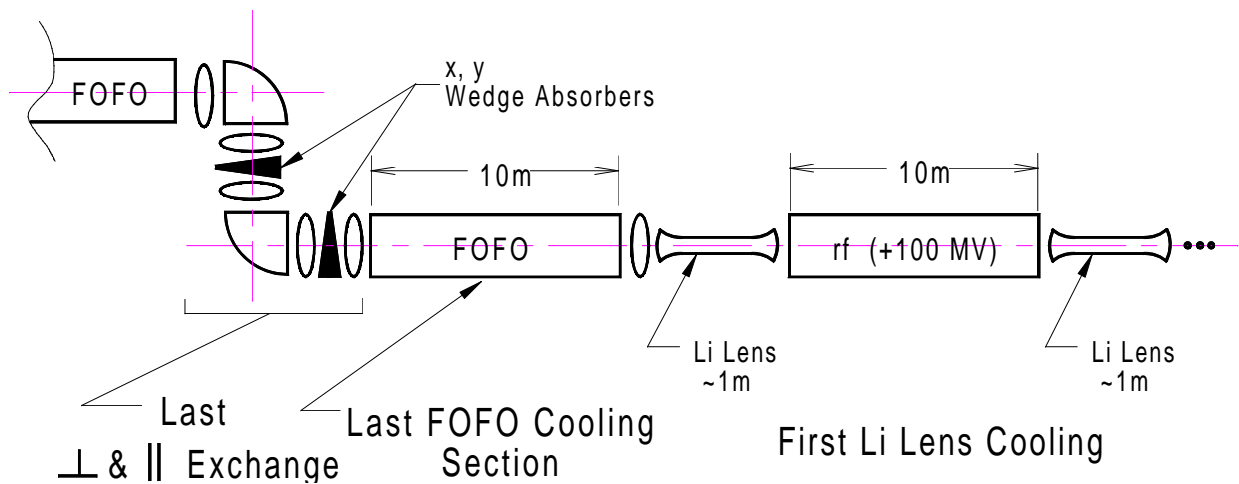 FOFO
x, y
Wedge Absorbers
10m
10m
FOFO
rf (+100 MV)
Li Lens
~1m
Li Lens
~1m
Last
⊥ & || Exchange
Last FOFO Cooling
Section
First Li Lens Cooling